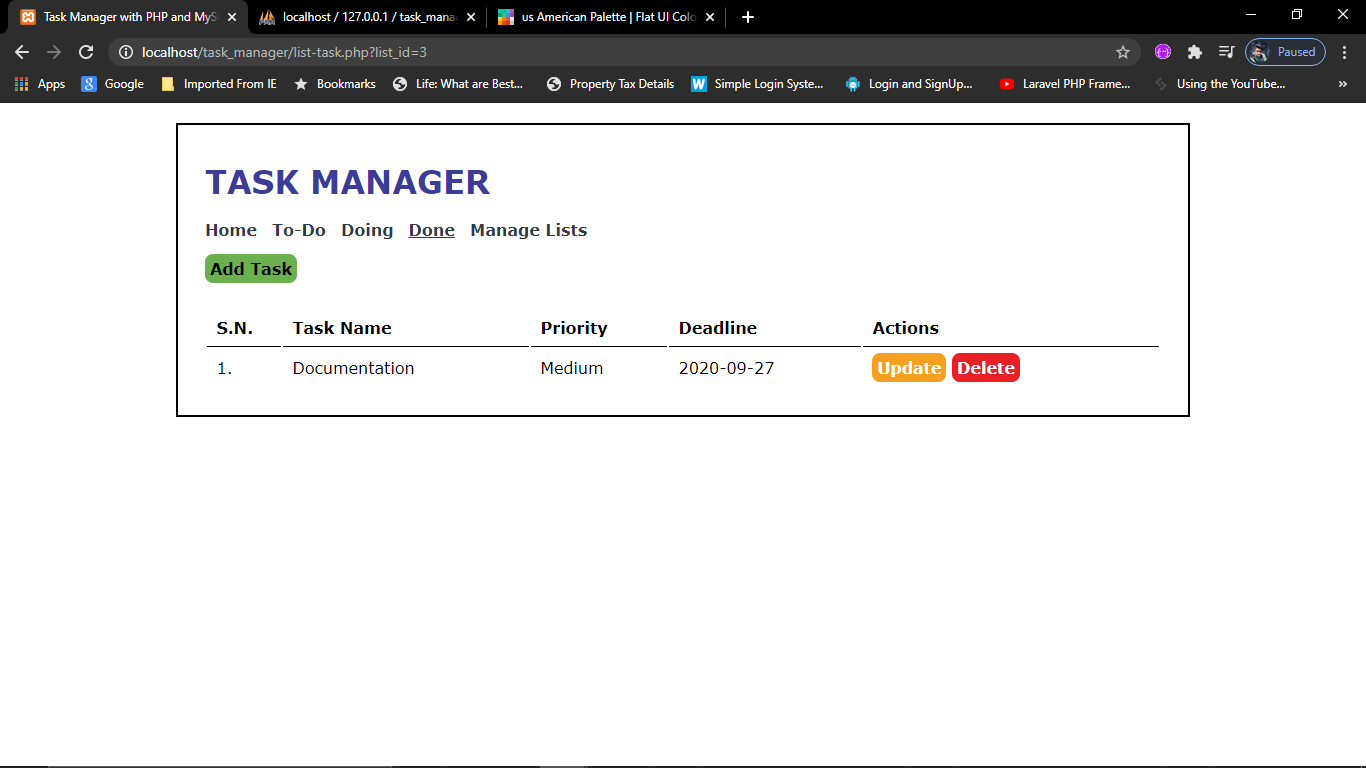 Task Manager with PHP and MyS
localhost / 127.0.0.1 / task_mana
us American Palette | Flat UI Colo
localhost/task_manager/list-task.php?list_id=3
Paused
Apps Google Imported From IE Bookmarks Life: What are Best... Property Tax Details Simple Login Syste... Login and SignUp... Laravel PHP Frame... Using the YouTube... »
TASK MANAGER
Home To-Do Doing Done Manage Lists
Add Task
S.N. Task Name Priority Deadline Actions
1. Documentation Medium 2020-09-27 Update Delete